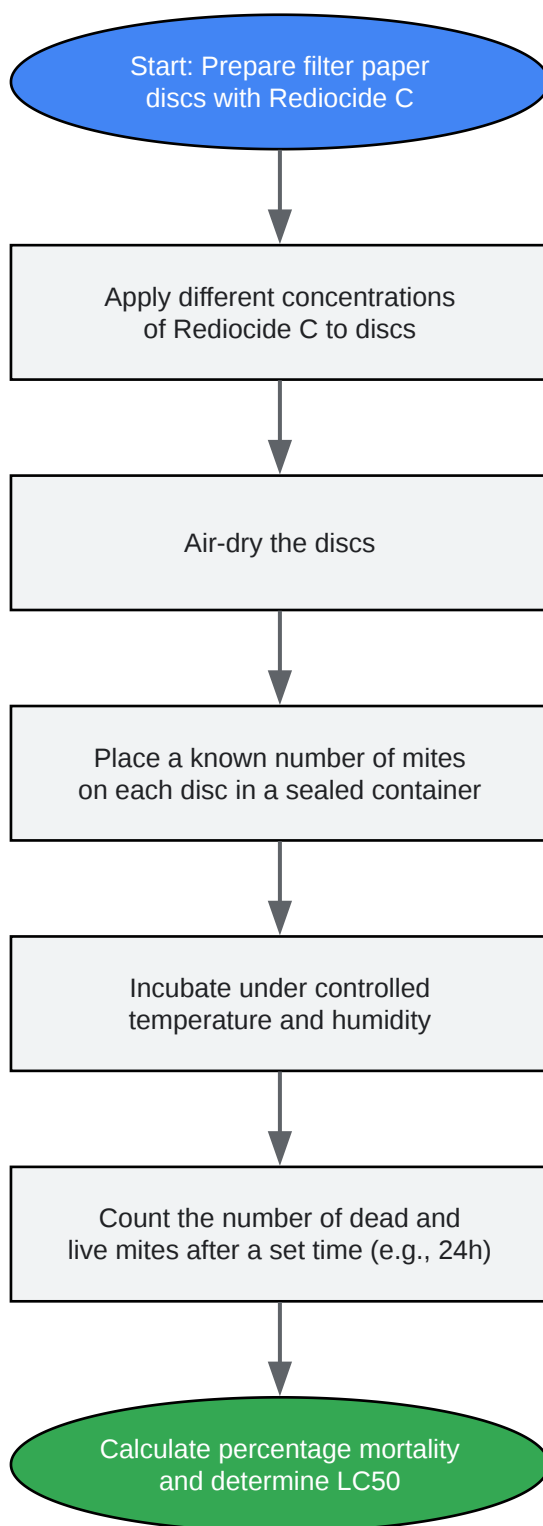 Start: Prepare filter paper
discs with Rediocide C
Apply different concentrations
of Rediocide C to discs
Air-dry the discs
Place a known number of mites
on each disc in a sealed container
Incubate under controlled
temperature and humidity
Count the number of dead and
live mites after a set time (e.g., 24h)
Calculate percentage mortality
and determine LC50